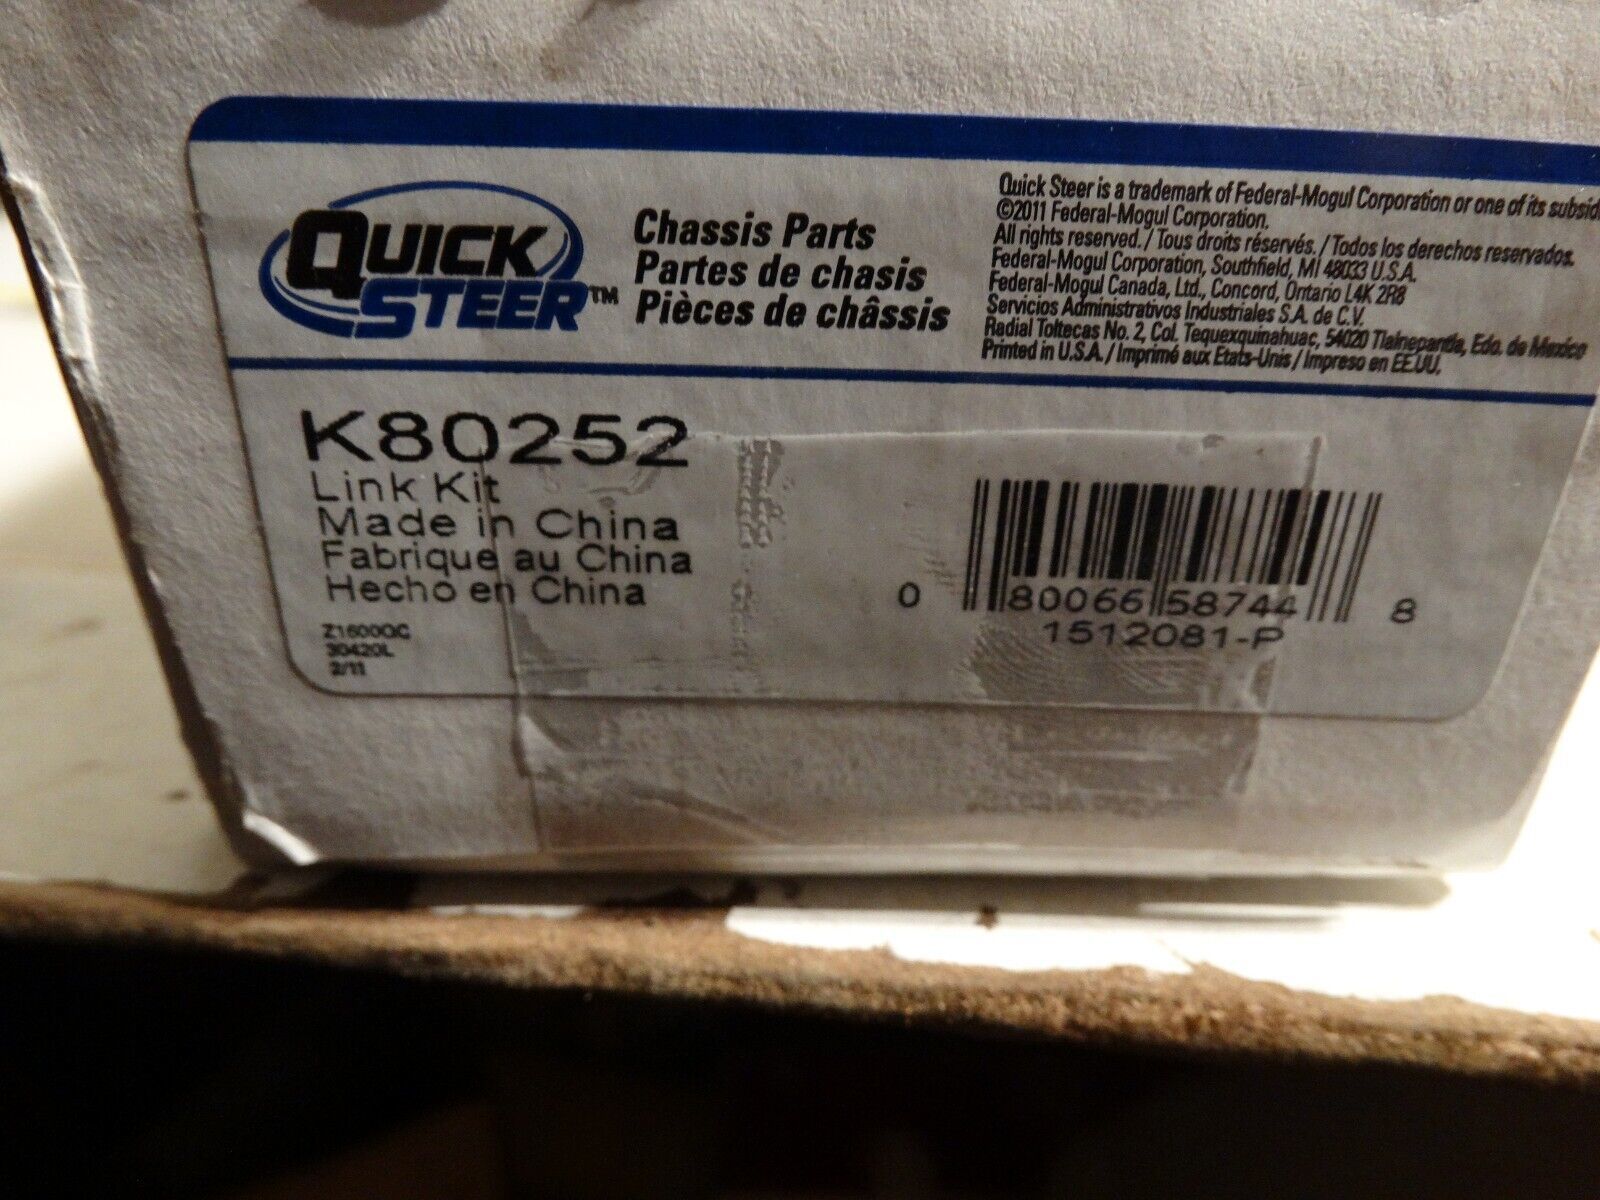 QUICK
STEER™
Chassis Parts
Partes de chasis
Pièces de châssis
Quick Steer is a trademark of Federal-Mogul Corporation or one of its subsid
©2011 Federal-Mogul Corporation.
All rights reserved. / Tous droits réservés. / Todos los derechos reservados.
Federal-Mogul Corporation, Southfield, MI 48033 U.S.A.
Federal-Mogul Canada, Ltd., Concord, Ontario L4K 2R8
Servicios Administrativos Industriales S.A. de C.V.
Radial Toltecas No. 2, Col. Tequexquinahuac, 54020 Tlalnepantla, Edo. de Mexico
Printed in U.S.A. / Imprimé aux Etats-Unis / Impreso en EE.UU.
K80252
Link Kit
Made in China
Fabrique au China
Hecho en China
Z1600QC
30420L
2/11
0 80066 58744 8
1512081-P